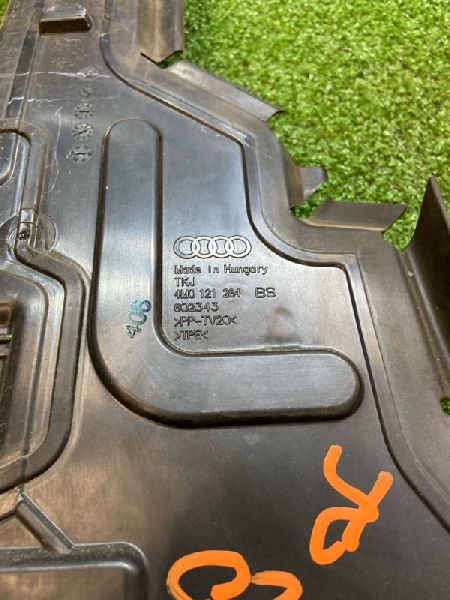 Made in Hungary
TKJ
4M0 121 284 BS
602343
>PP-TV20<
>TPE<
406